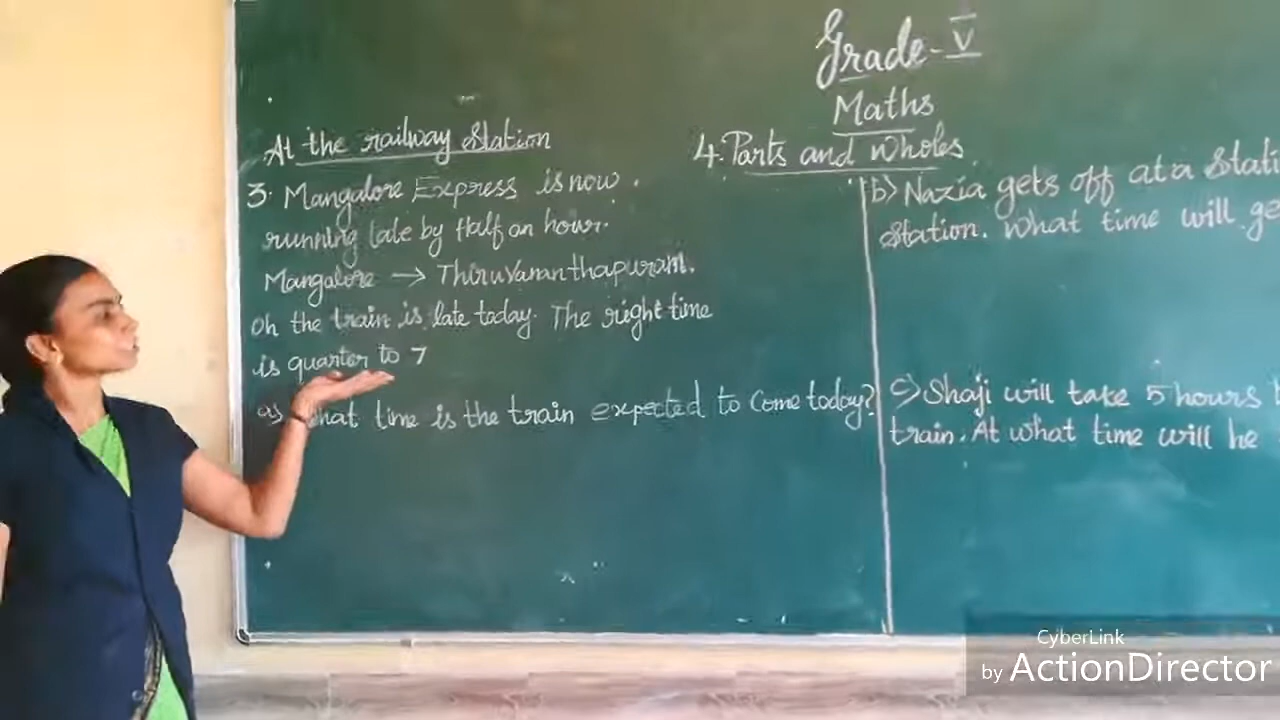 Grade - V
Maths
4. Parts and wholes.
At the railway station
3. Mangalore Express is now.
running late by Half an hour.
Mangalore → Thiruvananthapuram.
Oh the train is late today. The right time
is quarter to 7
a) what time is the train expected to come today?
b) Nazia gets off at a Stati
station. What time will ge
c) Shaji will take 5 hours
train. At what time will he
CyberLink
by ActionDirector